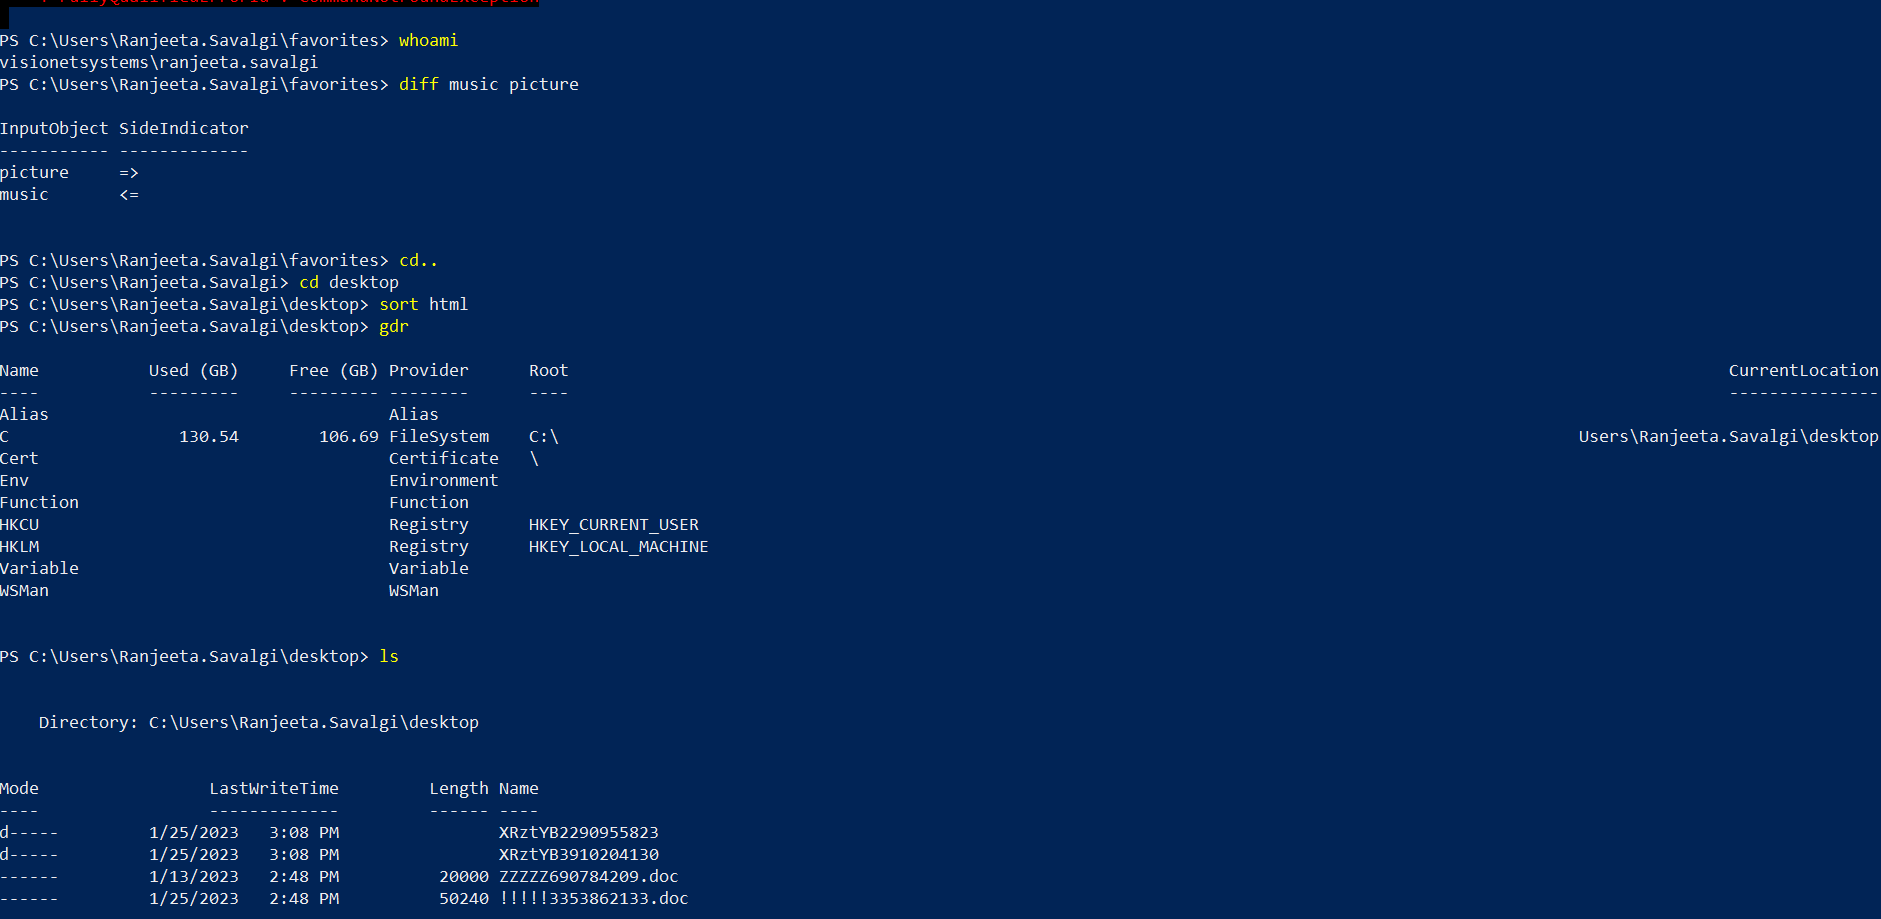 + FullyQualifiedErrorId : CommandNotFoundException
PS C:\Users\Ranjeeta.Savalgi\favorites> whoami
visionetsystems\ranjeeta.savalgi
PS C:\Users\Ranjeeta.Savalgi\favorites> diff music picture
InputObject SideIndicator
----------- -------------
picture     =>
music       <=
PS C:\Users\Ranjeeta.Savalgi\favorites> cd..
PS C:\Users\Ranjeeta.Savalgi> cd desktop
PS C:\Users\Ranjeeta.Savalgi\desktop> sort html
PS C:\Users\Ranjeeta.Savalgi\desktop> gdr
Name           Used (GB)     Free (GB) Provider      Root                                                                                                                    CurrentLocation
----           ---------     --------- --------      ----                                                                                                                    ---------------
Alias                                  Alias
C                 130.54        106.69 FileSystem    C:\                                                                                                      Users\Ranjeeta.Savalgi\desktop
Cert                                   Certificate   \
Env                                    Environment
Function                               Function
HKCU                                   Registry      HKEY_CURRENT_USER
HKLM                                   Registry      HKEY_LOCAL_MACHINE
Variable                               Variable
WSMan                                  WSMan
PS C:\Users\Ranjeeta.Savalgi\desktop> ls
    Directory: C:\Users\Ranjeeta.Savalgi\desktop
Mode                 LastWriteTime         Length Name
----                 -------------         ------ ----
d-----         1/25/2023   3:08 PM                XRztYB2290955823
d-----         1/25/2023   3:08 PM                XRztYB3910204130
------         1/13/2023   2:48 PM          20000 ZZZZZ690784209.doc
------         1/25/2023   2:48 PM          50240 !!!!!3353862133.doc